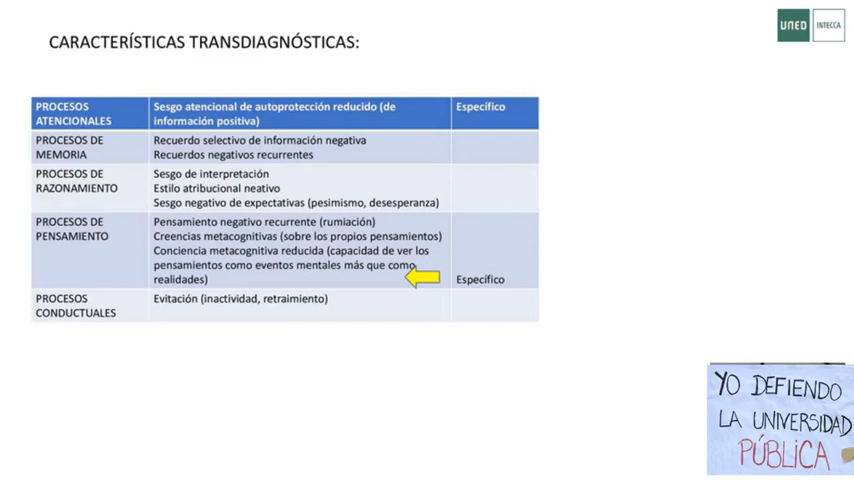 UNED
INTECCA
CARACTERÍSTICAS TRANSDIAGNÓSTICAS:
PROCESOS
ATENCIONALES
Sesgo atencional de autoprotección reducido (de
información positiva)
Específico
PROCESOS DE
MEMORIA
Recuerdo selectivo de información negativa
Recuerdos negativos recurrentes
PROCESOS DE
RAZONAMIENTO
Sesgo de interpretación
Estilo atribucional neativo
Sesgo negativo de expectativas (pesimismo, desesperanza)
PROCESOS DE
PENSAMIENTO
Pensamiento negativo recurrente (rumiación)
Creencias metacognitivas (sobre los propios pensamientos)
Conciencia metacognitiva reducida (capacidad de ver los
pensamientos como eventos mentales más que como
realidades)
Específico
PROCESOS
CONDUCTUALES
Evitación (inactividad, retraimiento)
YO DEFIENDO
LA UNIVERSIDAD
PÚBLICA